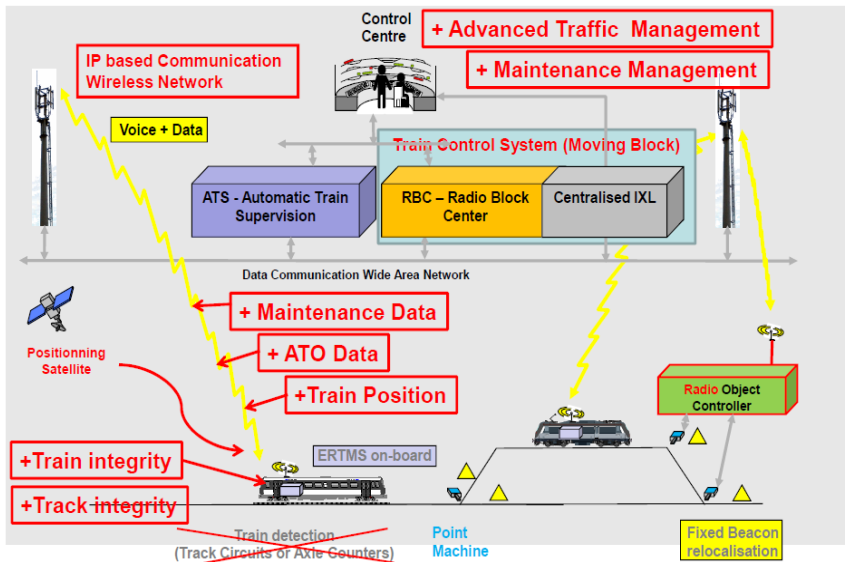 Control
Centre
+ Advanced Traffic Management
+ Maintenance Management
IP based Communication
Wireless Network
Voice + Data
Train Control System (Moving Block)
ATS - Automatic Train
Supervision
RBC – Radio Block
Center
Centralised IXL
Data Communication Wide Area Network
+ Maintenance Data
+ ATO Data
+Train Position
Positionning
Satellite
Radio Object
Controller
+Train integrity
ERTMS on-board
+Track integrity
Train detection
(Track Circuits or Axle Counters)
Point
Machine
Fixed Beacon
relocalisation